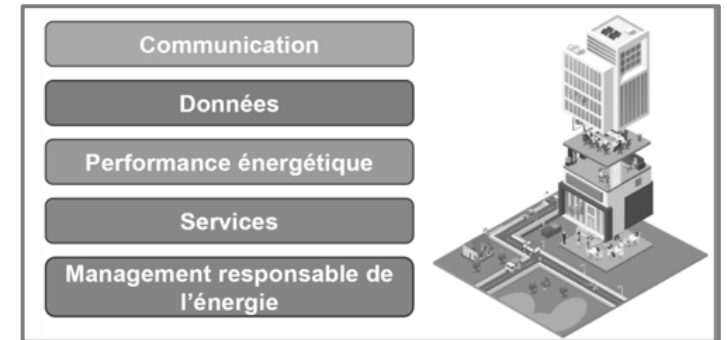 Communication
Données
Performance énergétique
Services
Management responsable de
l'énergie